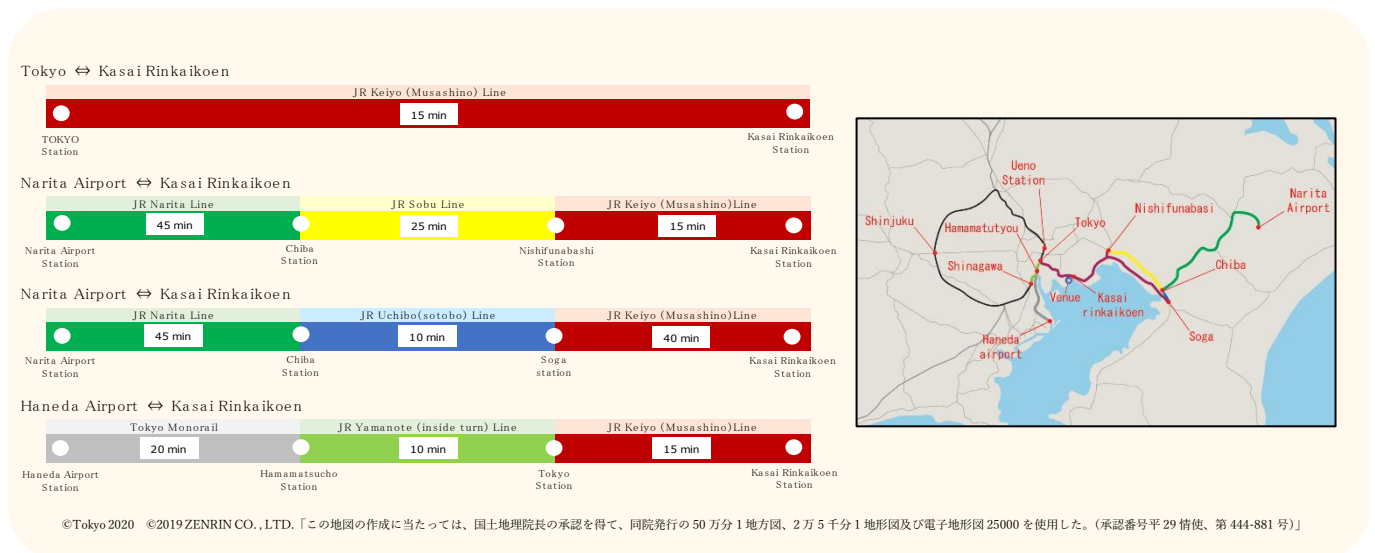 Tokyo ⇔ Kasai Rinkaikoen
JR Keiyo (Musashino) Line
15 min
TOKYO
Station
Kasai Rinkaikoen
Station
Narita Airport ⇔ Kasai Rinkaikoen
JR Narita Line
JR Sobu Line
JR Keiyo (Musashino)Line
45 min
25 min
15 min
Narita Airport
Station
Chiba
Station
Nishifunabashi
Station
Kasai Rinkaikoen
Station
Narita Airport ⇔ Kasai Rinkaikoen
JR Narita Line
JR Uchibo(sotobo) Line
JR Keiyo (Musashino)Line
45 min
10 min
40 min
Narita Airport
Station
Chiba
Station
Soga
station
Kasai Rinkaikoen
Station
Haneda Airport ⇔ Kasai Rinkaikoen
Tokyo Monorail
JR Yamanote (inside turn) Line
JR Keiyo (Musashino)Line
20 min
10 min
15 min
Haneda Airport
Station
Hamamatsucho
Station
Tokyo
Station
Kasai Rinkaikoen
Station
Ueno
Station
Narita
Airport
Shinjuku
Hamamatutyou
Tokyo
Nishifunabasi
Shinagawa
Chiba
Venue
Kasai
rinkaikoen
Haneda
airport
Soga
©Tokyo 2020 ©2019 ZENRIN CO. , LTD.「この地図の作成に当たっては、国土地理院長の承認を得て、同院発行の 50 万分 1 地方図、2 万 5 千分 1 地形図及び電子地形図 25000 を使用した。(承認番号平 29 情使、第 444-881 号)」